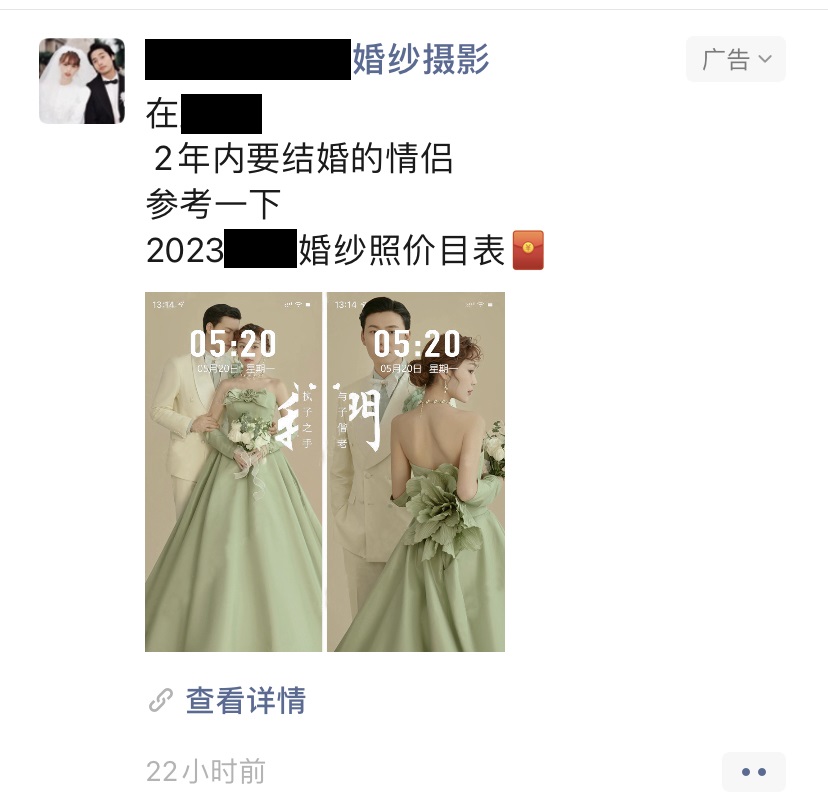 婚纱摄影
广告
在
2年内要结婚的情侣
参考一下
2023 婚纱照价目表
13:14
05:20
05月20日 星期一
我
执子之手
13:14
05:20
05月20日 星期一
与子偕老
们
查看详情
22小时前